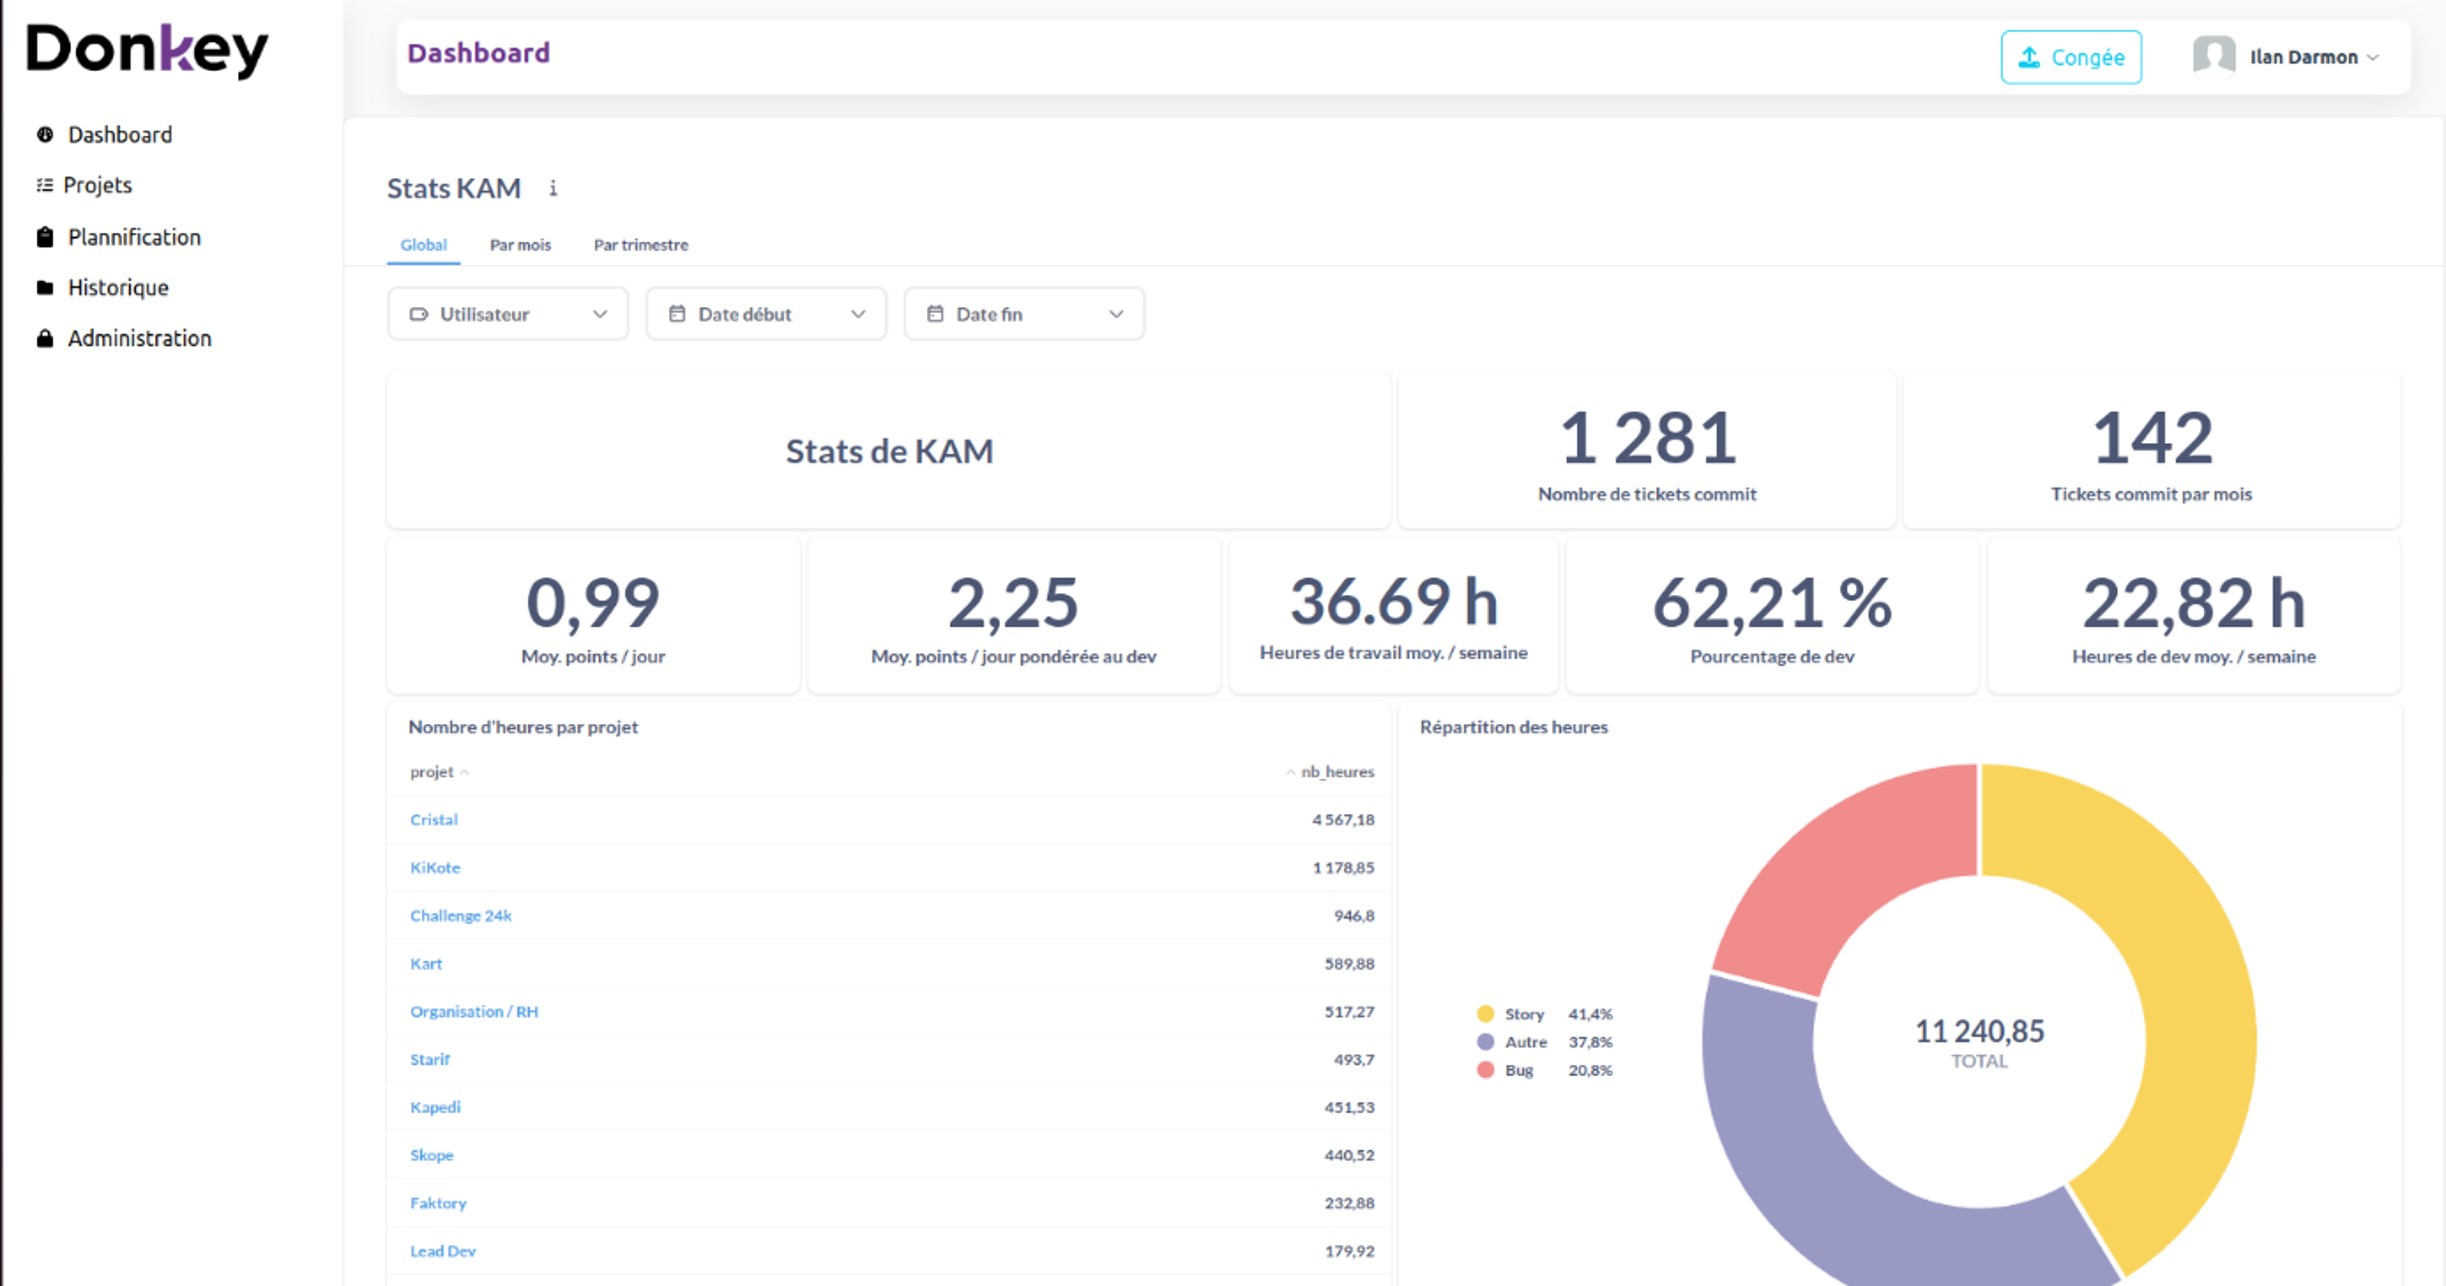 Donkey
Dashboard
Projets
Plannification
Historique
Administration
Dashboard
Congée
Ilan Darmon
Stats KAM
Global Par mois Par trimestre
Utilisateur Date début Date fin
Stats de KAM
1 281
Nombre de tickets commit
142
Tickets commit par mois
0,99
Moy. points / jour
2,25
Moy. points / jour pondérée au dev
36.69 h
Heures de travail moy. / semaine
62,21 %
Pourcentage de dev
22,82 h
Heures de dev moy. / semaine
Nombre d'heures par projet
projet nb_heures
Cristal 4 567,18
KiKote 1 178,85
Challenge 24k 946,8
Kart 589,88
Organisation / RH 517,27
Starif 493,7
Kapedi 451,53
Skope 440,52
Faktory 232,88
Lead Dev 179,92
Répartition des heures
Story 41,4%
Autre 37,8%
Bug 20,8%
11 240,85
TOTAL